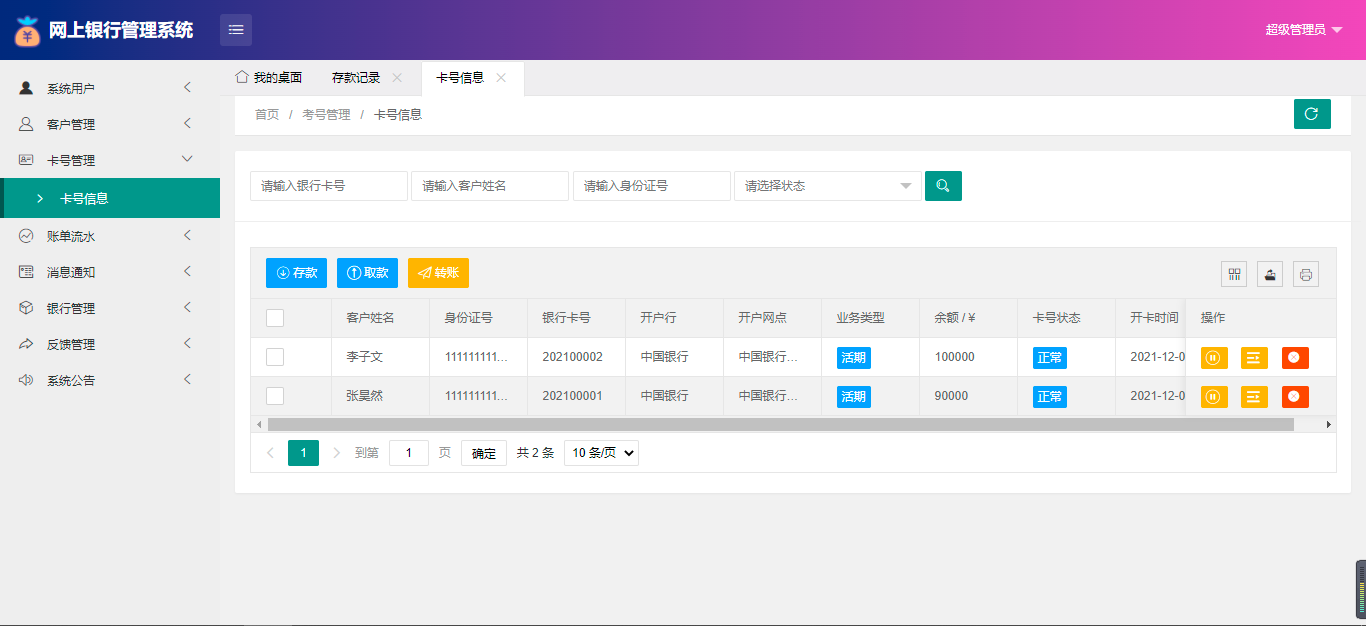 网上银行管理系统
超级管理员
系统用户
客户管理
卡号管理
卡号信息
账单流水
消息通知
银行管理
反馈管理
系统公告
我的桌面 存款记录 卡号信息
首页 / 考号管理 / 卡号信息
请输入银行卡号 请输入客户姓名 请输入身份证号 请选择状态
存款 取款 转账
客户姓名 身份证号 银行卡号 开户行 开户网点 业务类型 余额 / ¥ 卡号状态 开卡时间 操作
李子文 111111111... 202100002 中国银行 中国银行... 活期 100000 正常 2021-12-0
张昊然 111111111... 202100001 中国银行 中国银行... 活期 90000 正常 2021-12-0
1 到第 1 页 确定 共 2 条 10 条/页